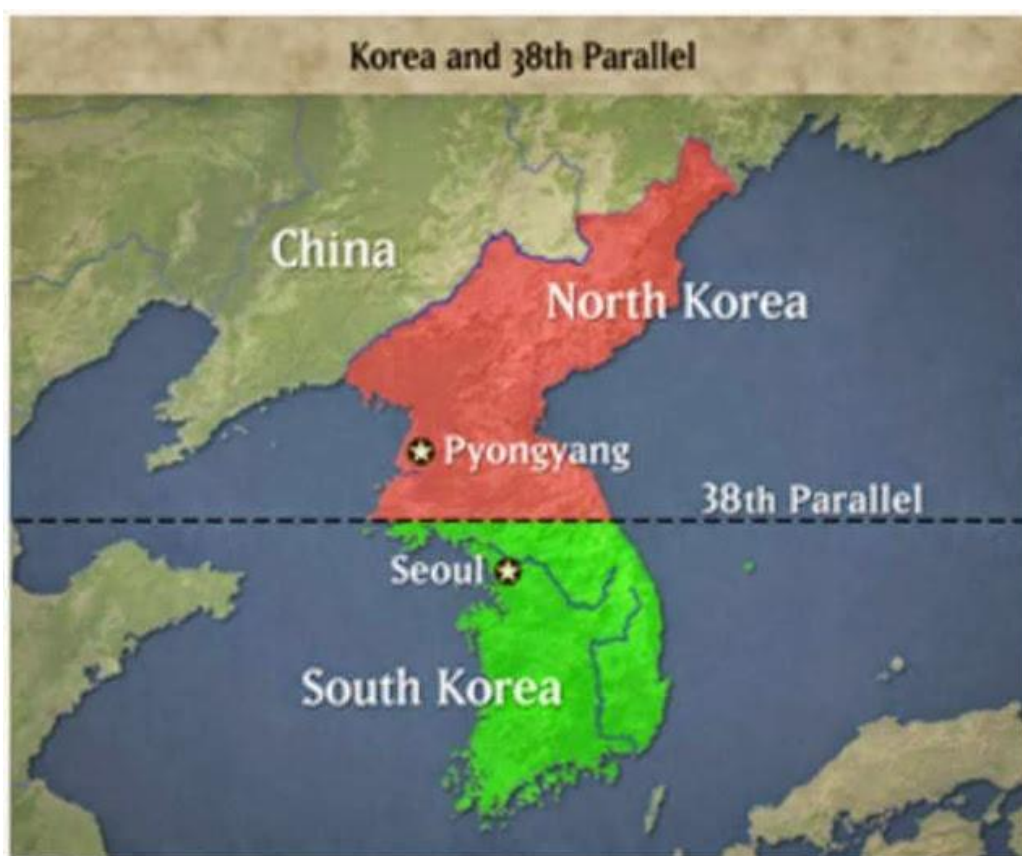 Korea and 38th Parallel
China
North Korea
Pyongyang
38th Parallel
Seoul
South Korea